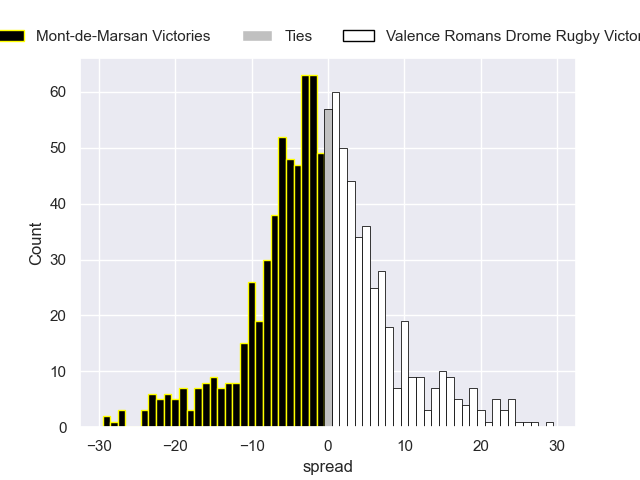 Mont-de-Marsan Victories Ties Valence Romans Drome Rugby Victor
60
50
40
30
20
10
0
Count
−30 −20 −10 0 10 20 30
spread